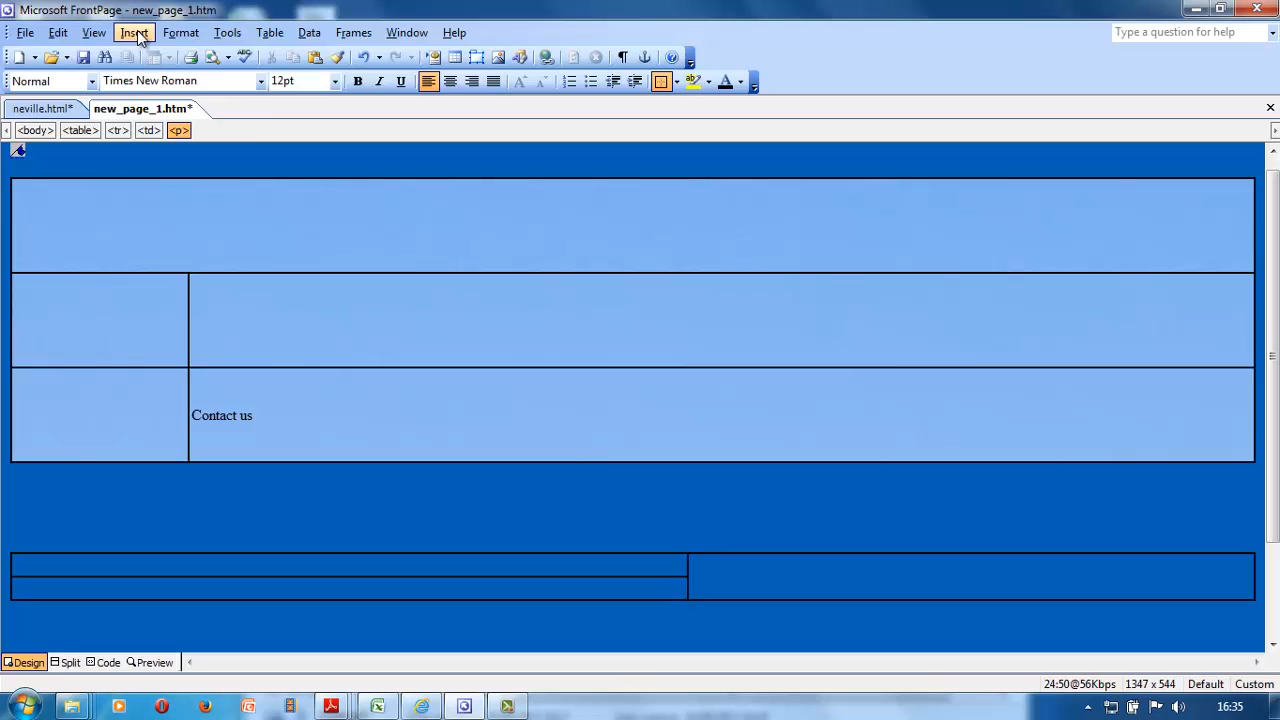 Microsoft FrontPage - new_page_1.htm
File Edit View Insert Format Tools Table Data Frames Window Help Type a question for help
Normal Times New Roman 12pt B I U A A A
neville.html* new_page_1.htm*
<body> <table> <tr> <td> <p>
Contact us
Design Split Code Preview
24:50@56Kbps 1347 x 544 Default Custom
16:35